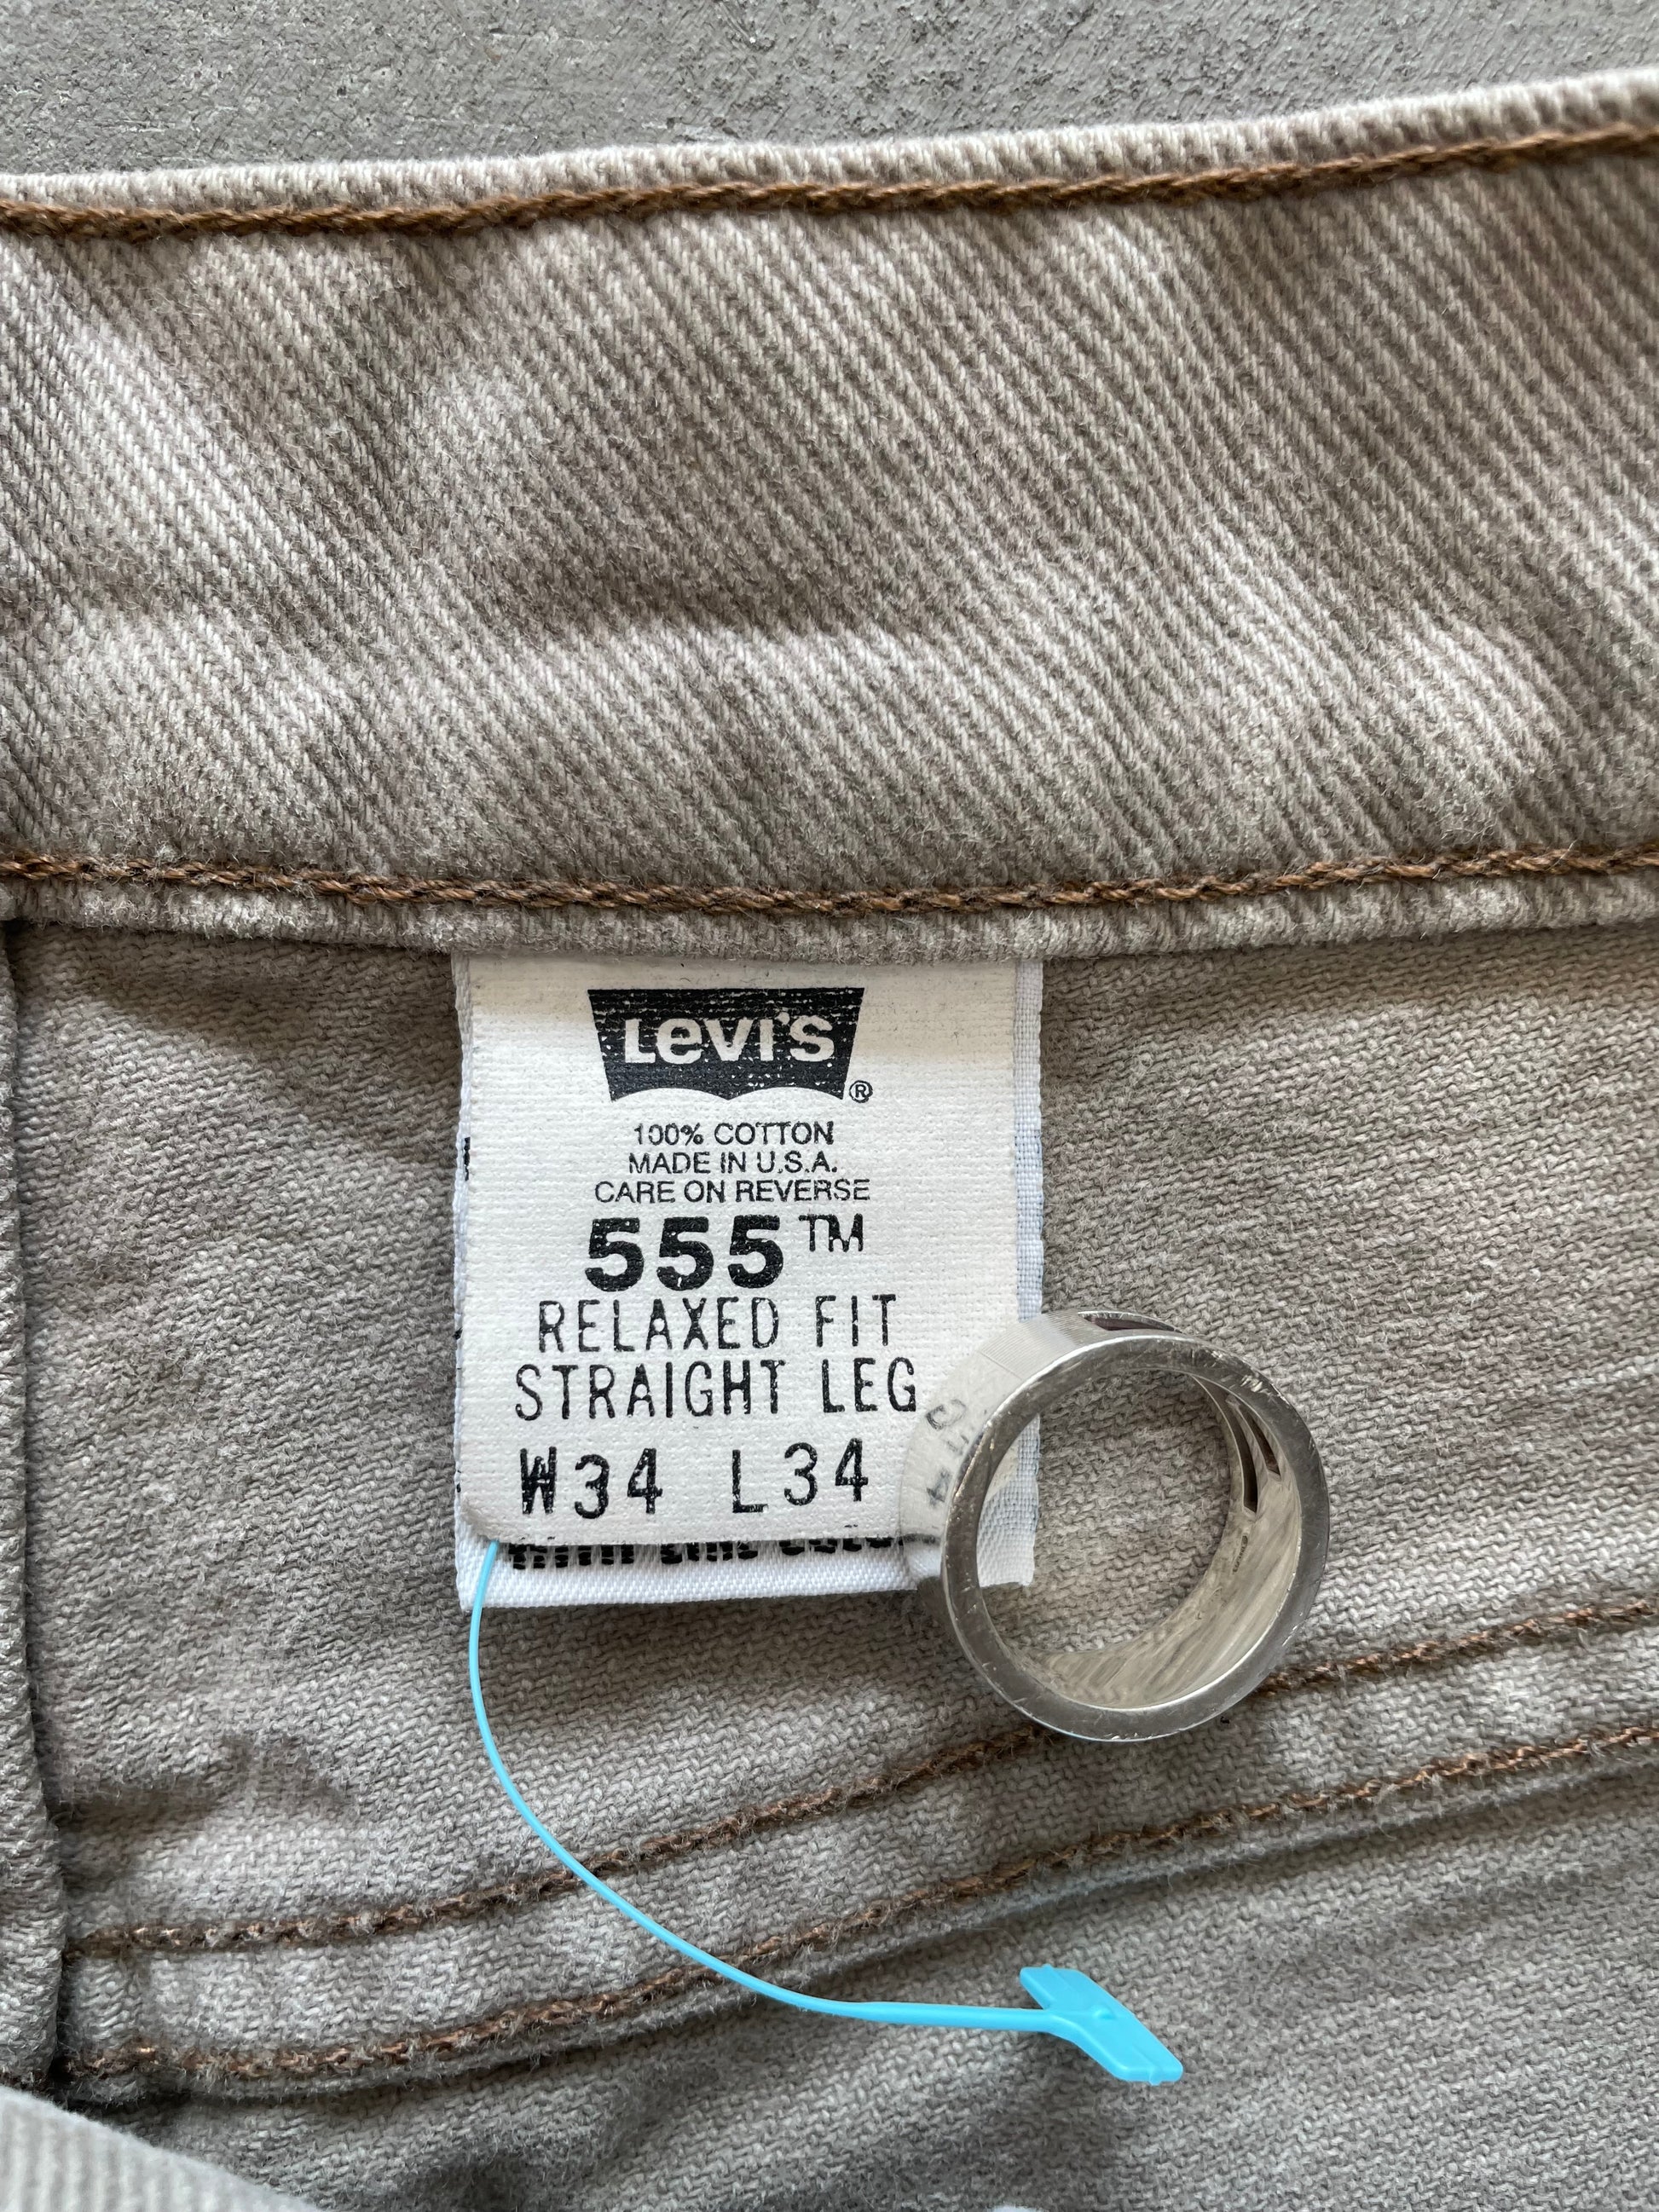 Levi's ®
100% COTTON
MADE IN U.S.A.
CARE ON REVERSE
555™
RELAXED FIT
STRAIGHT LEG
W34 L34